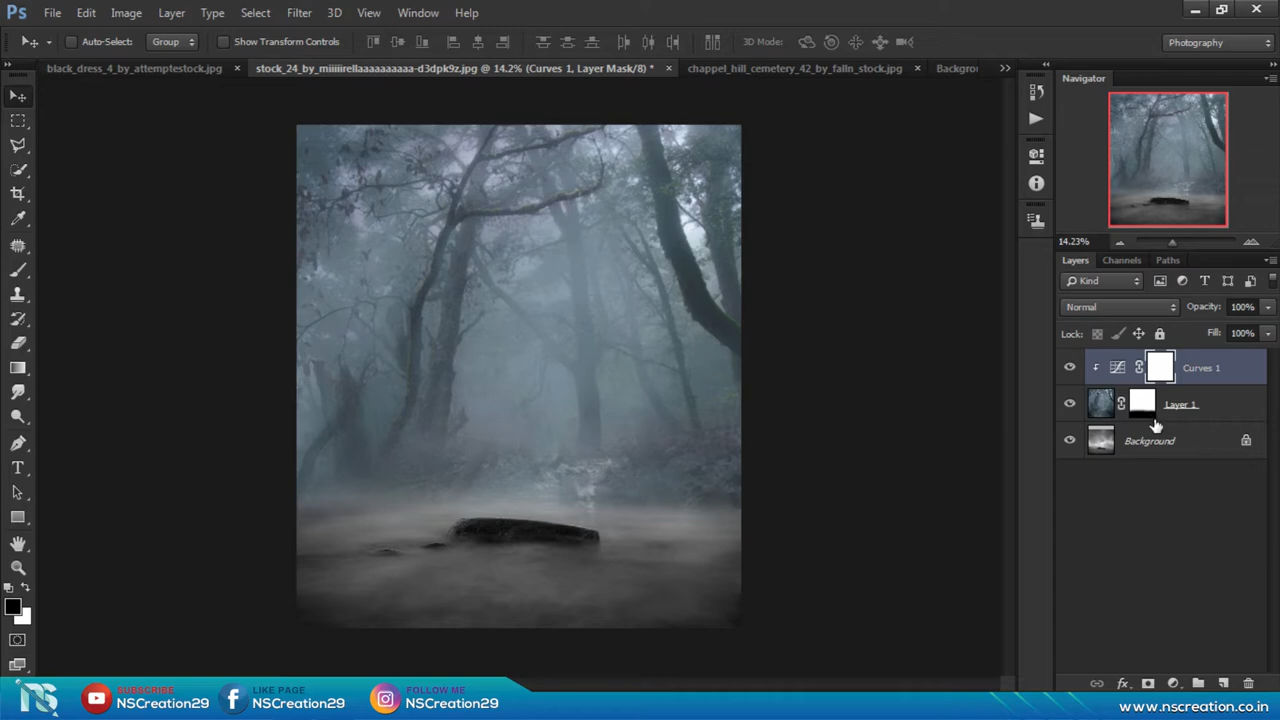 Ps File Edit Image Layer Type Select Filter 3D View Window Help
Auto-Select: Group Show Transform Controls 3D Mode: Photography
black_dress_4_by_attemptestock.jpg × stock_24_by_miiiiirellaaaaaaaaaa-d3dpk9z.jpg @ 14.2% (Curves 1, Layer Mask/8) * × chappel_hill_cemetery_42_by_falln_stock.jpg × Backgrou
Navigator
14.23%
Layers Channels Paths
Kind
Normal Opacity: 100%
Lock: Fill: 100%
Curves 1
Layer 1
Background
NS SUBSCRIBE NSCreation29 LIKE PAGE NSCreation29 FOLLOW ME NSCreation29 www.nscreation.co.in